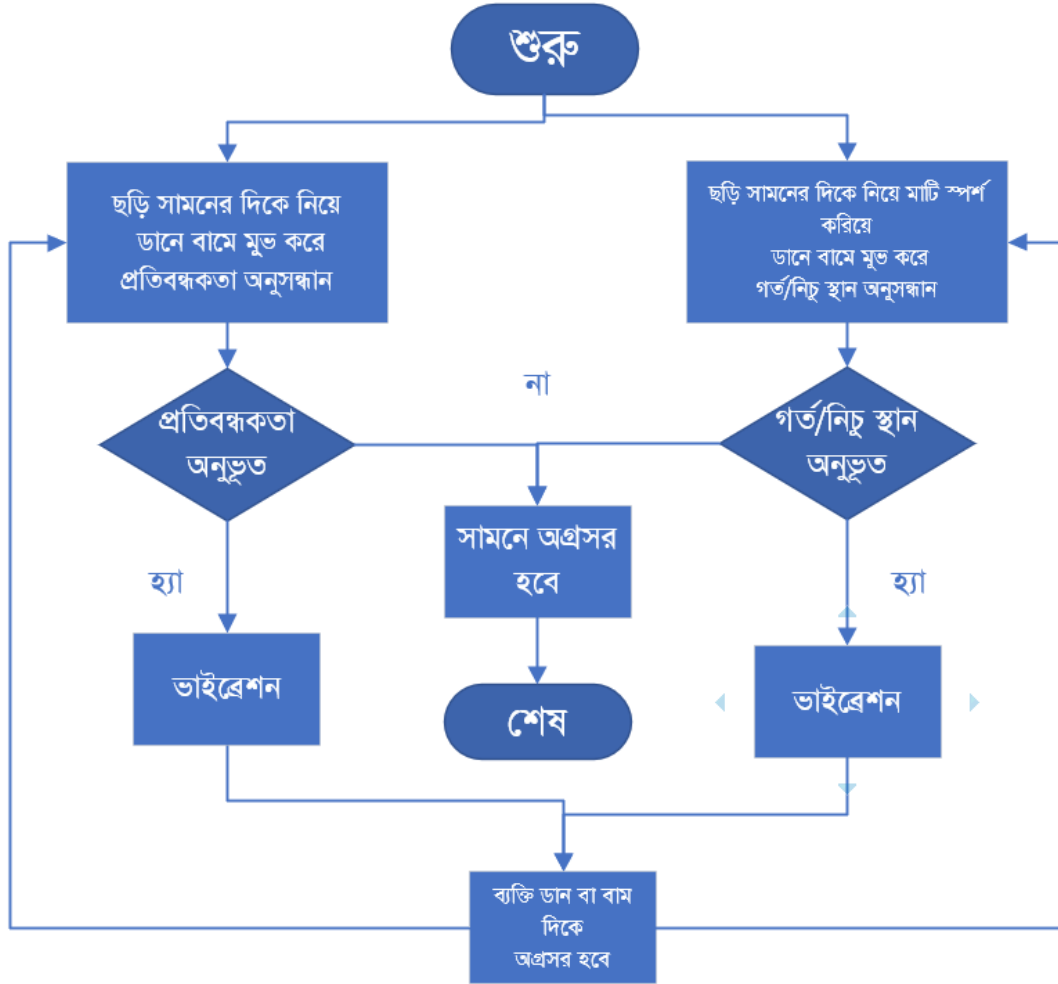 শুরু
ছড়ি সামনের দিকে নিয়ে
ডানে বামে মুভ করে
প্রতিবন্ধকতা অনুসন্ধান
ছড়ি সামনের দিকে নিয়ে মাটি স্পর্শ
করিয়ে
ডানে বামে মুভ করে
গর্ত/নিচু স্থান অনুসন্ধান
প্রতিবন্ধকতা
অনুভূত
না
গর্ত/নিচু স্থান
অনুভূত
সামনে অগ্রসর
হবে
হ্যা
হ্যা
ভাইব্রেশন
শেষ
ভাইব্রেশন
ব্যক্তি ডান বা বাম
দিকে
অগ্রসর হবে